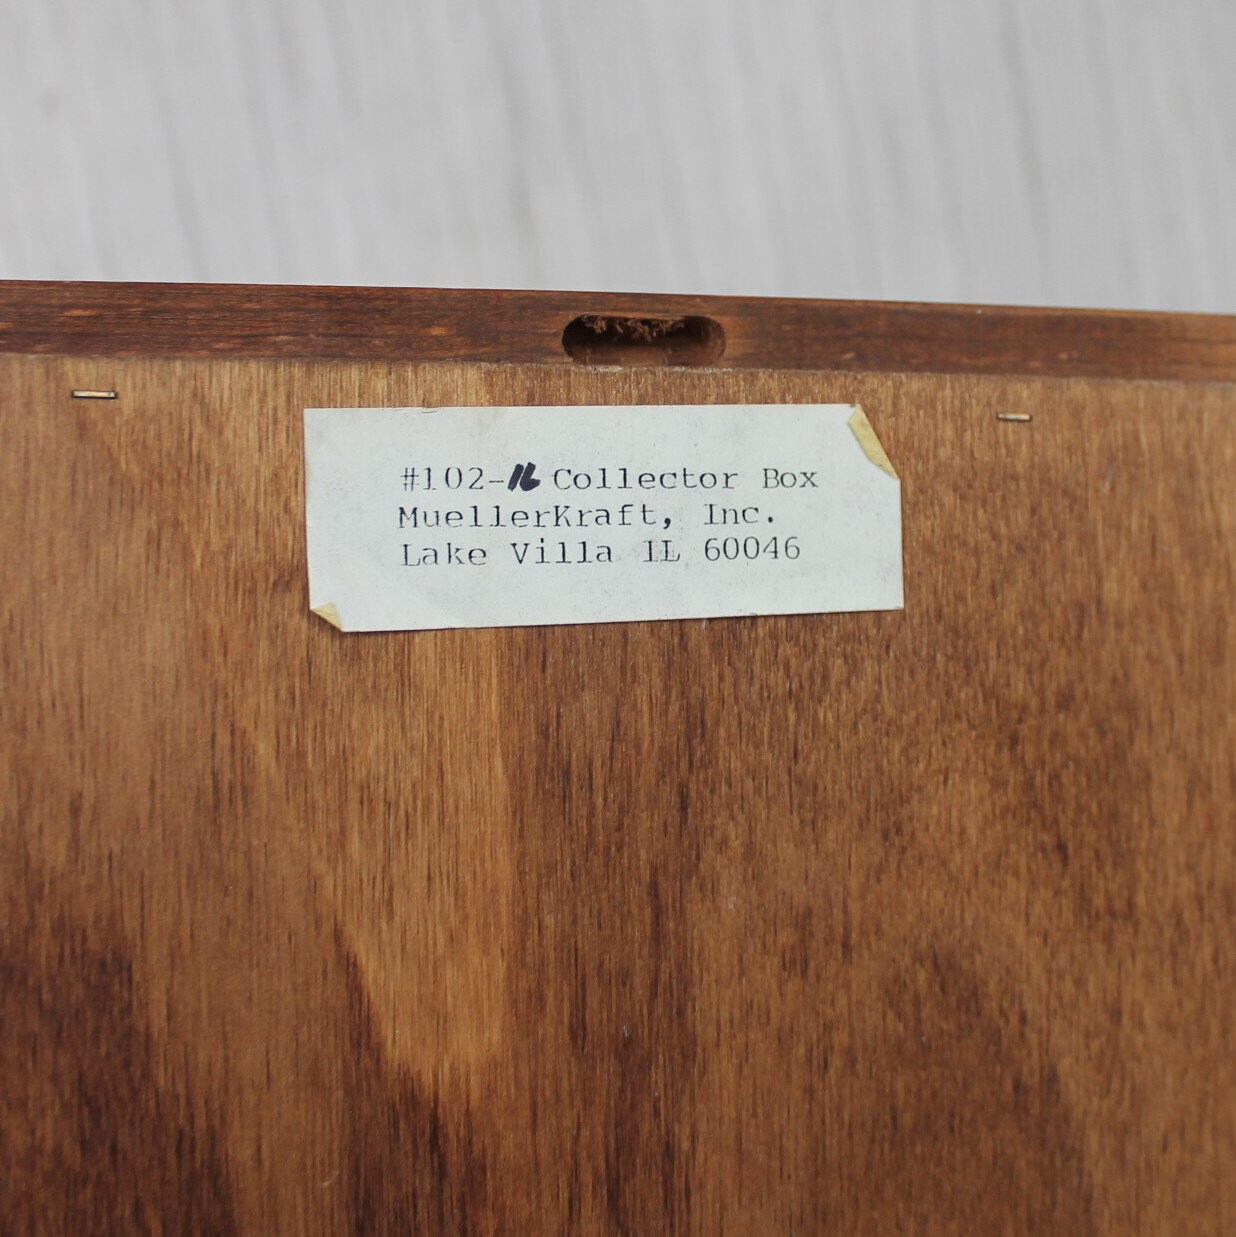 #102-16 Collector Box
MuellerKraft, Inc.
Lake Villa IL 60046